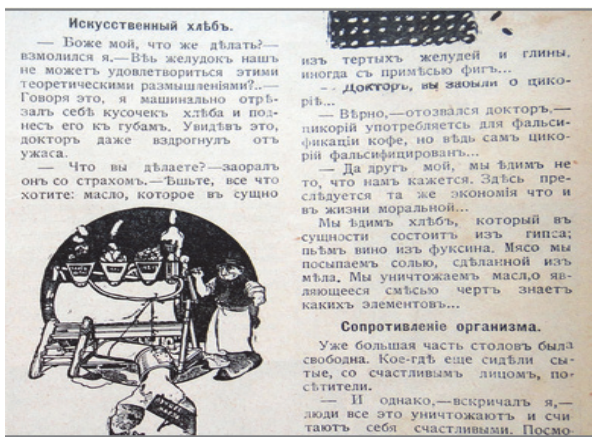 Искусственный хлѣбъ.
— Боже мой, что же дѣлать?—
взмолился я.—Вѣь желудокъ нашъ
не можетъ удовлетвориться этими
теоретическими размышленіями?..—
Говоря это, я машинально отрѣ-
залъ себѣ кусочекъ хлѣба и под-
несъ его къ губамъ. Увидѣвъ это,
докторъ даже вздрогнулъ отъ
ужаса.
— Что вы дѣлаете?—заоралъ
онъ со страхомъ.—Ѣшьте, все что
хотите: масло, которое въ сущно
изъ тертыхъ желудей и глины,
иногда съ примѣсью фигъ...
— Докторъ, вы забыли о цико-
ріѣ...
— Вѣрно,—отозвался докторъ,—
цикорій употребляетсь для фальси-
фикаціи кофе, но вѣдь самъ цико-
рій фальсифицированъ...
— Да другъ мой, мы ѣдимъ не
то, что намъ кажется. Здѣсь пре-
слѣдуется та же экономія что и
въ жизни моральной...
Мы ѣдимъ хлѣбъ, который въ
сущности состоитъ изъ гипса;
пьемъ вино изъ фуксина. Мясо мы
посыпаемъ солью, сдѣланной изъ
мѣла. Мы уничтожаемъ масл,о яв-
ляющееся смѣсью чертъ знаетъ
какихъ элементовъ...
Сопротивленіе организма.
Уже большая часть столовъ была
свободна. Кое-гдѣ еще сидѣли сы-
тые, со счастливымъ лицомъ, по-
сѣтители.
— И однако,—вскричалъ я,—
люди все это уничтожаютъ и счи-
таютъ себя счастливыми. Посмо-